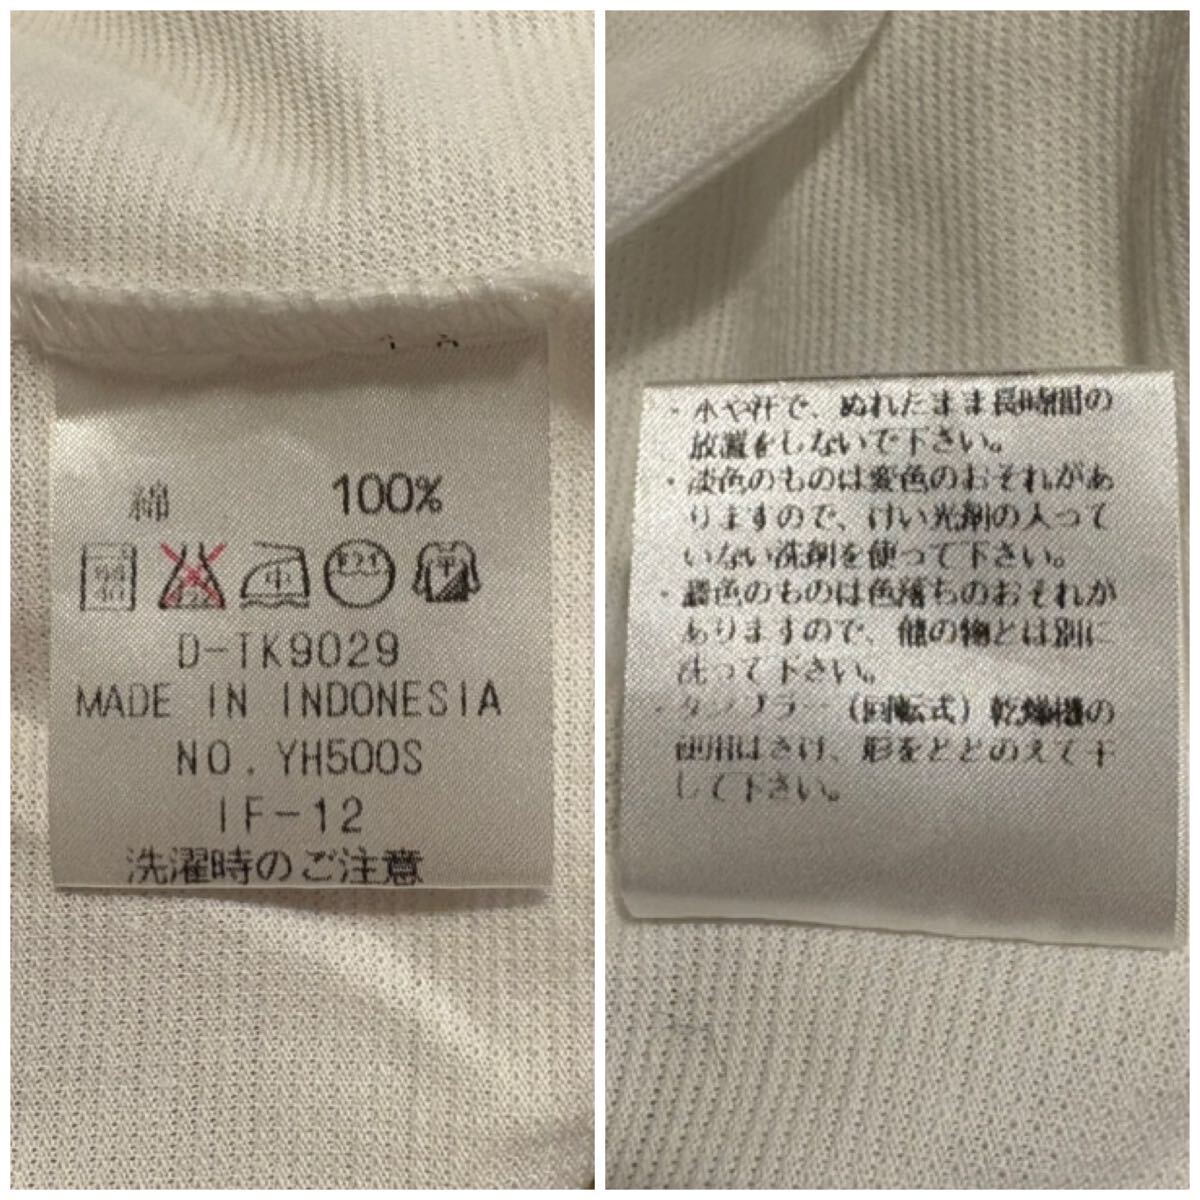 綿 100%
40 中 ドライ 平
D-TK9029
MADE IN INDONESIA
NO. YH500S
IF-12
洗濯時のご注意
・水や汗で、ぬれたまま長時間の
放置をしないで下さい。
・淡色のものは変色のおそれがあ
りますので、けい光剤の入って
いない洗剤を使って下さい。
・濃色のものは色落ちのおそれが
ありますので、他の物とは別に
洗って下さい。
・タンブラー(回転式)乾燥機の
使用はさけ、形をととのえて干
して下さい。